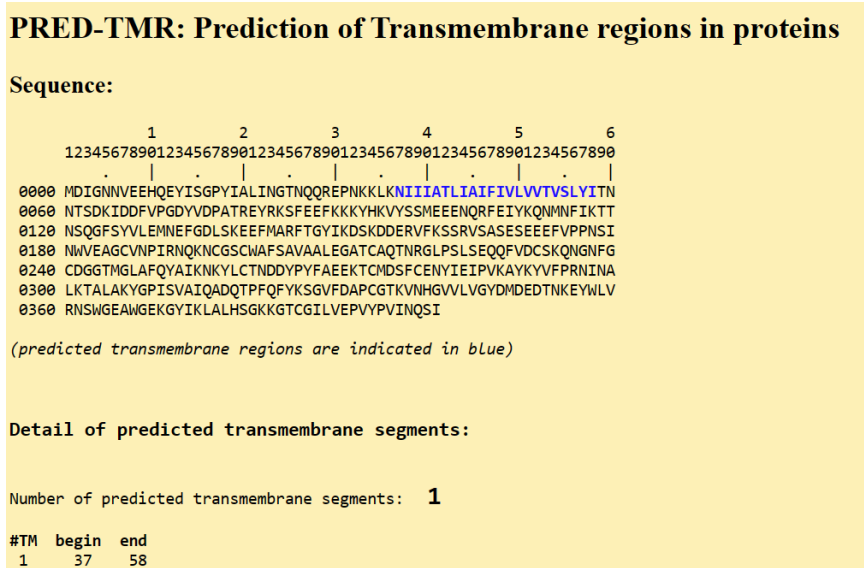 PRED-TMR: Prediction of Transmembrane regions in proteins
Sequence:
1 2 3 4 5 6
123456789012345678901234567890123456789012345678901234567890
. | . | . | . | . | . |
0000 MDIGNNVEEHQEYISGPYIALINGTNQQREPNKKLKNIIIATLIAIFIVLVVTVSLYITN
0060 NTSDKIDDFVPGDYVDPATREYRKSFEEFKKKYHKVYSSMEEENQRFEIYKQNMNFIKTT
0120 NSQGFSYVLEMNEFGDLSKEEFMARFTGYIKDSKDDERVFKSSRVSASESEEEFVPPNSI
0180 NWVEAGCVNPIRNQKNCGSCWAFSAVAALEGATCAQTNRGLPSLSEQQFVDCSKQNGNFG
0240 CDGGTMGLAFQYAIKNKYLCTNDDYPYFAEEKTCMDSFCENYIEIPVKAYKYVFPRNINA
0300 LKTALAKYGPISVAIQADQTPFQFYKSGVFDAPCGTKVNHGVVLVGYDMDEDTNKEYWLV
0360 RNSWGEAWGEKGYIKLALHSGKKGTCGILVEPVYPVINQSI
(predicted transmembrane regions are indicated in blue)
Detail of predicted transmembrane segments:
Number of predicted transmembrane segments: 1
#TM begin end
1 37 58